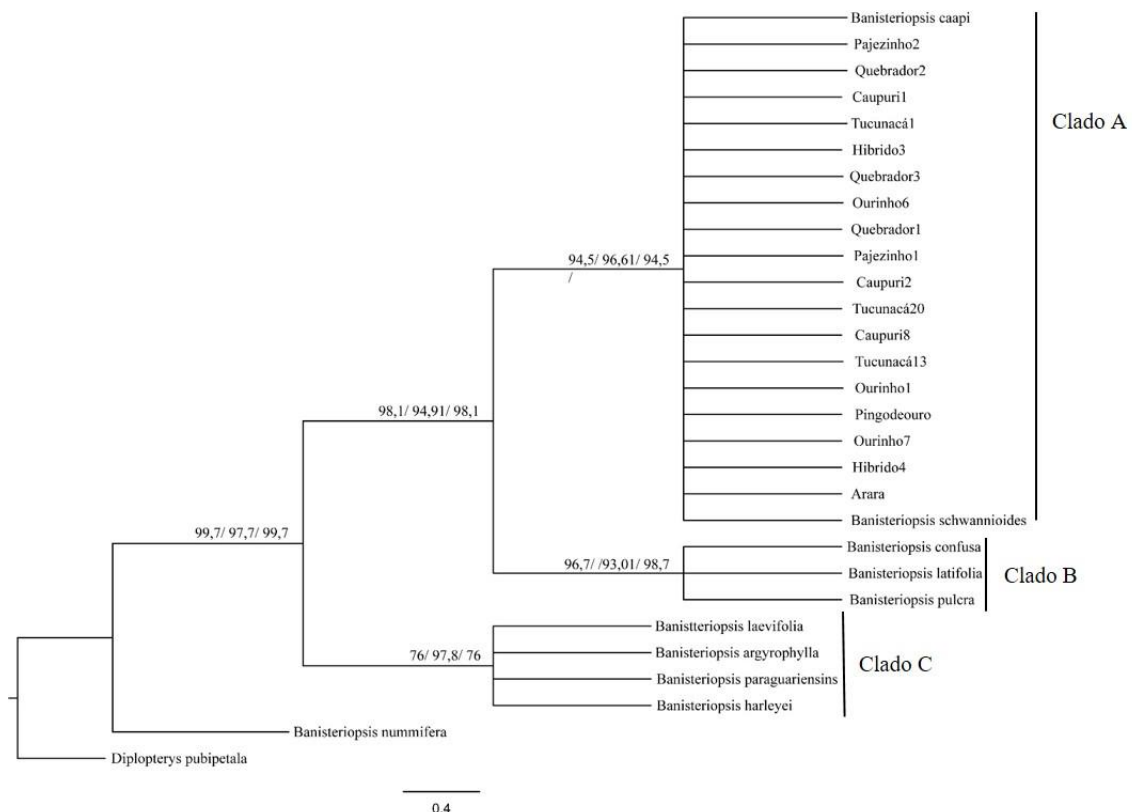 Banisteriopsis caapi
Pajezinho2
Quebrador2
Caupuri1
Clado A
Tucunacá1
Hibrido3
Quebrador3
Ourinho6
Quebrador1
94,5/ 96,61/ 94,5
/
Pajezinho1
Caupuri2
Tucunacá20
Caupuri8
Tucunacá13
Ourinho1
98,1/ 94,91/ 98,1
Pingodeouro
Ourinho7
Hibrido4
Arara
Banisteriopsis schwannioides
99,7/ 97,7/ 99,7
Banisteriopsis confusa
96,7/ /93,01/ 98,7
Banisteriopsis latifolia
Clado B
Banisteriopsis pulcra
Banistteriopsis laevifolia
76/ 97,8/ 76
Banisteriopsis argyrophylla
Clado C
Banisteriopsis paraguariensins
Banisteriopsis harleyei
Banisteriopsis nummifera
Diplopterys pubipetala
0.4